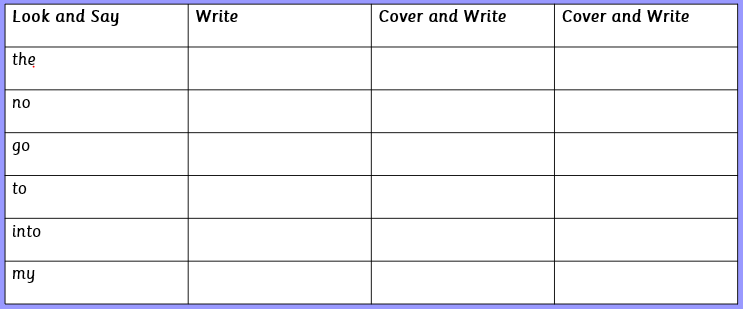 Look and Say Write Cover and Write Cover and Write
the
no
go
to
into
my